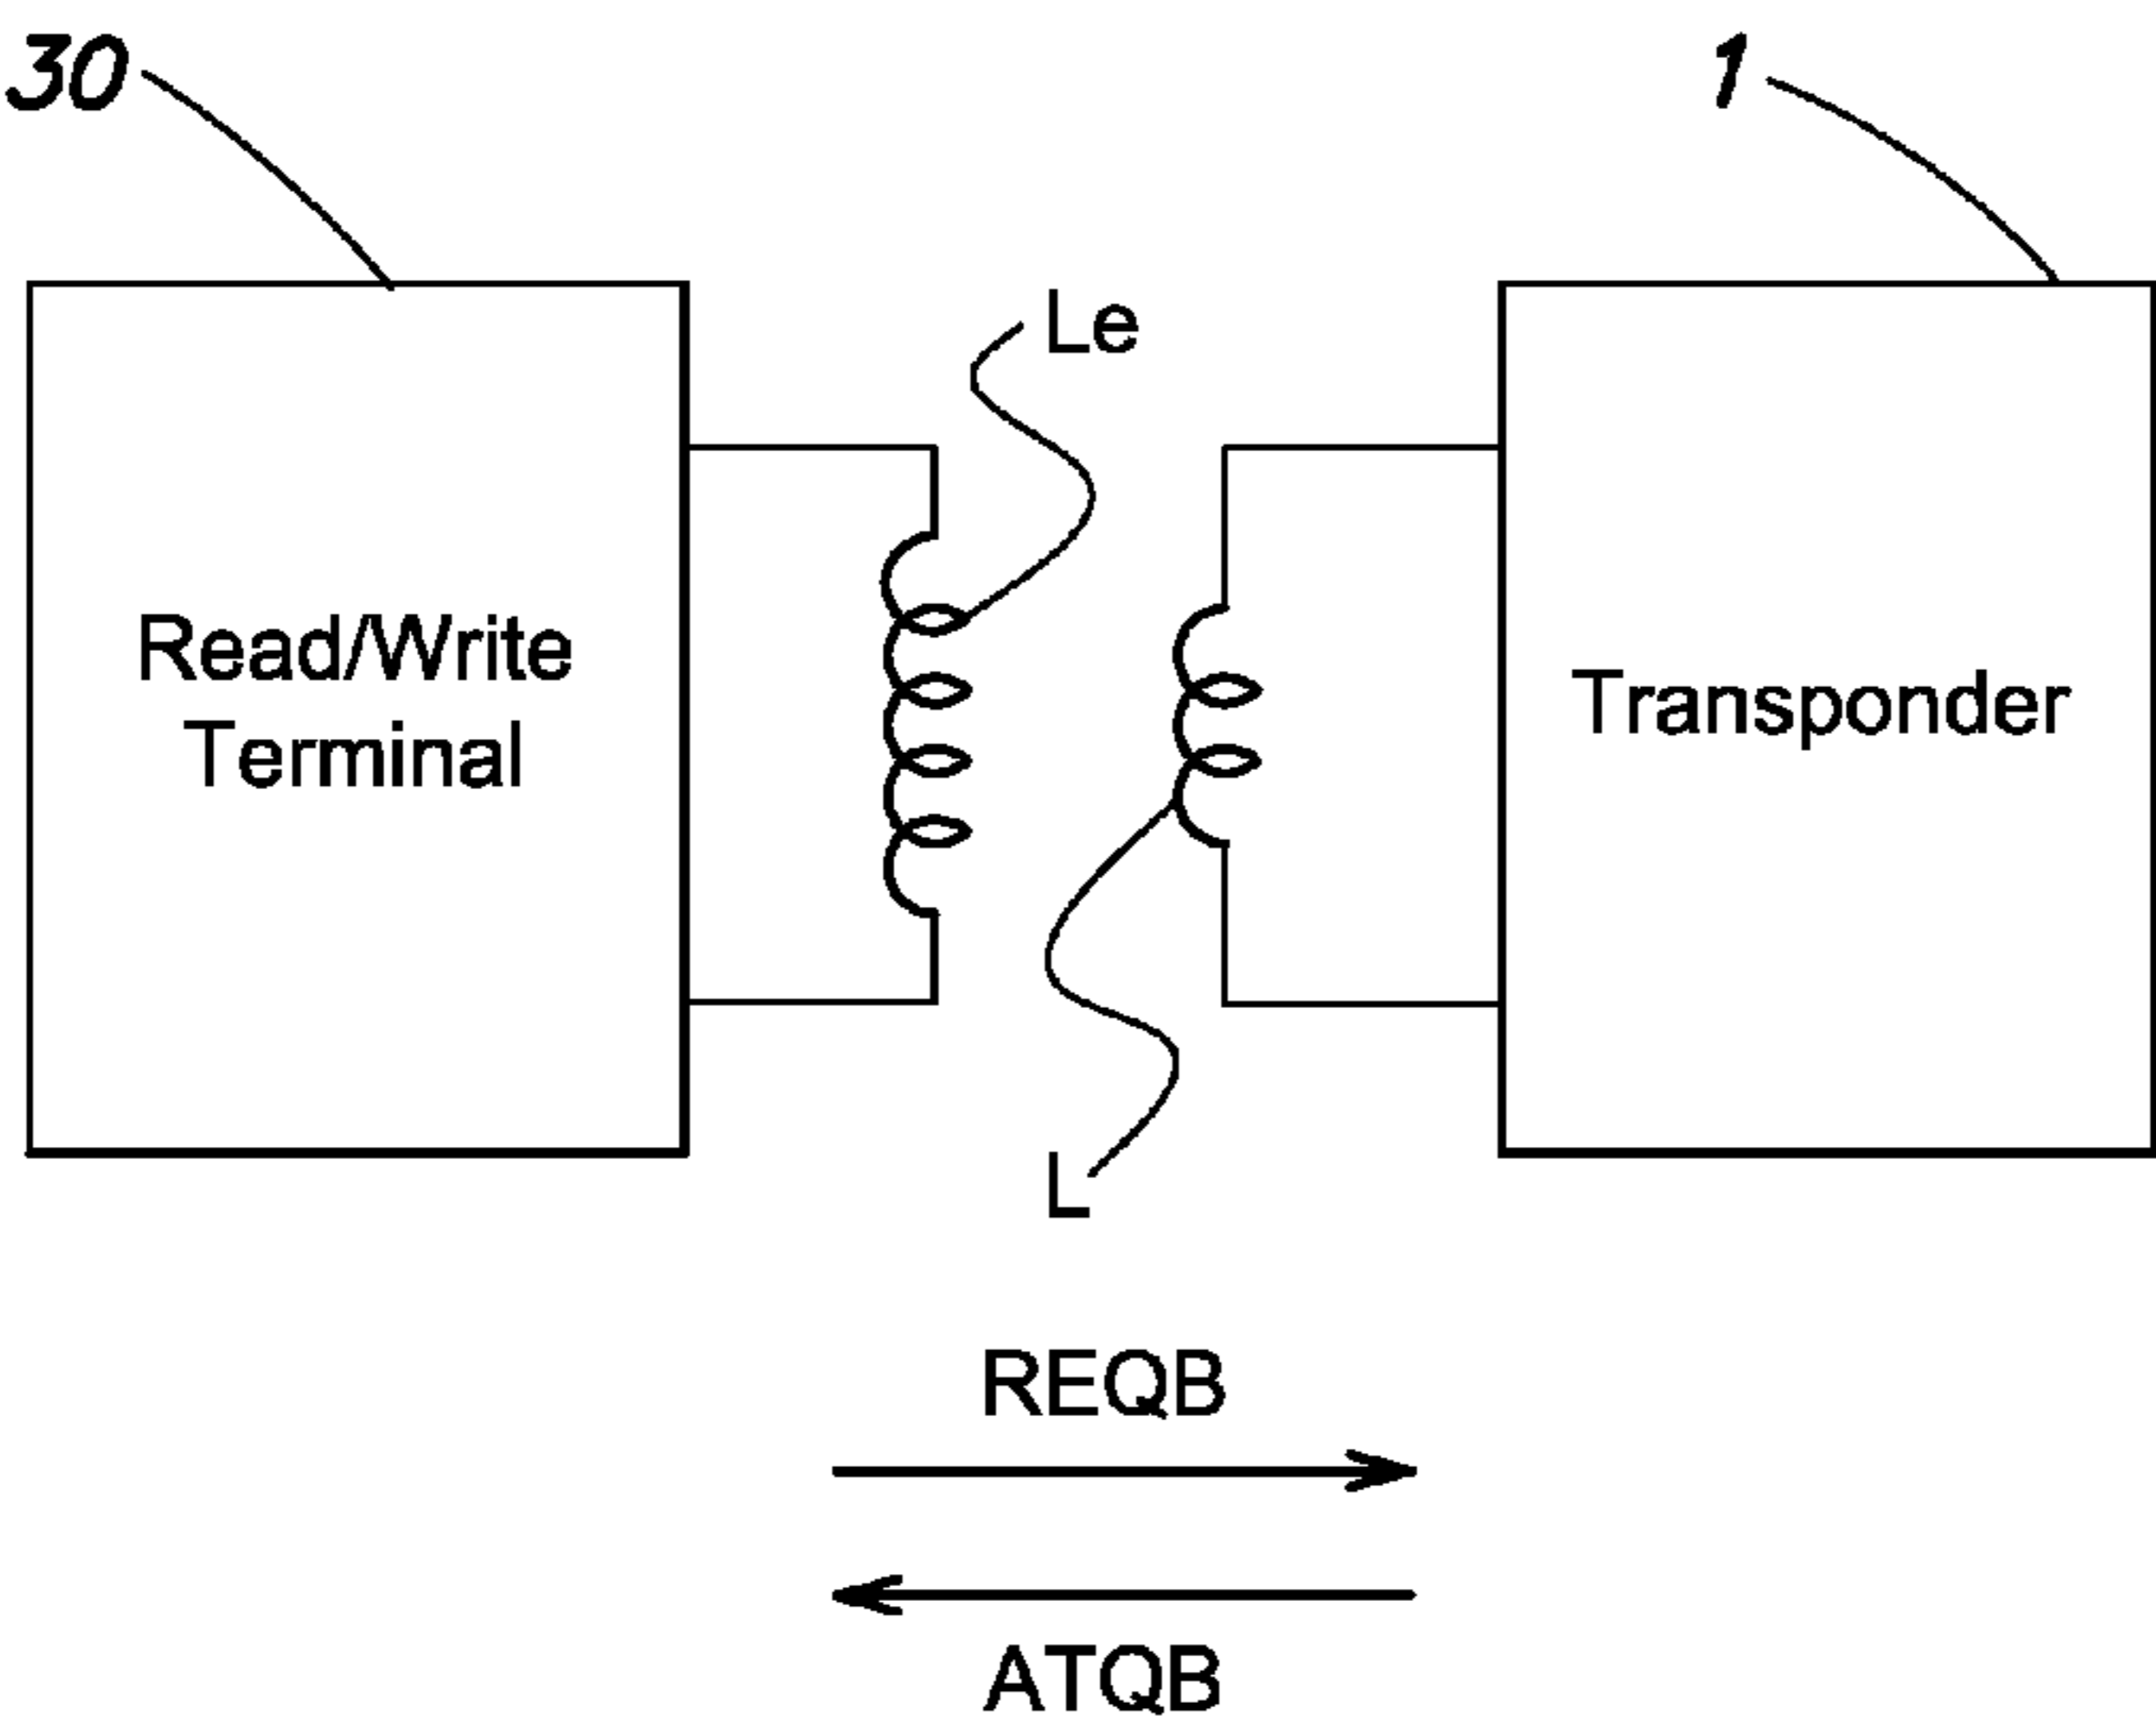 30
1
Le
Read/Write
Terminal
Transponder
L
REQB
ATQB